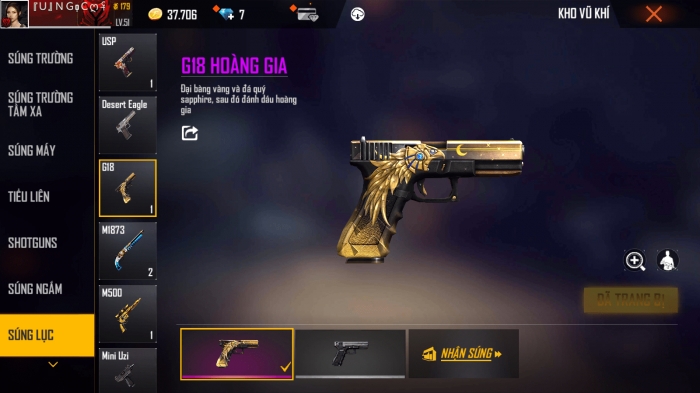 179
LV.51
37.706
7
KHO VŨ KHÍ
SÚNG TRƯỜNG
SÚNG TRƯỜNG
TẦM XA
SÚNG MÁY
TIỂU LIÊN
SHOTGUNS
SÚNG NGẮM
SÚNG LỤC
USP
1
Desert Eagle
G18
1
M1873
2
M500
1
Mini Uzi
G18 HOÀNG GIA
Đại bàng vàng và đá quý
sapphire, sau đó đánh dấu hoàng
gia
ĐÃ TRANG BỊ
NHẬN SÚNG